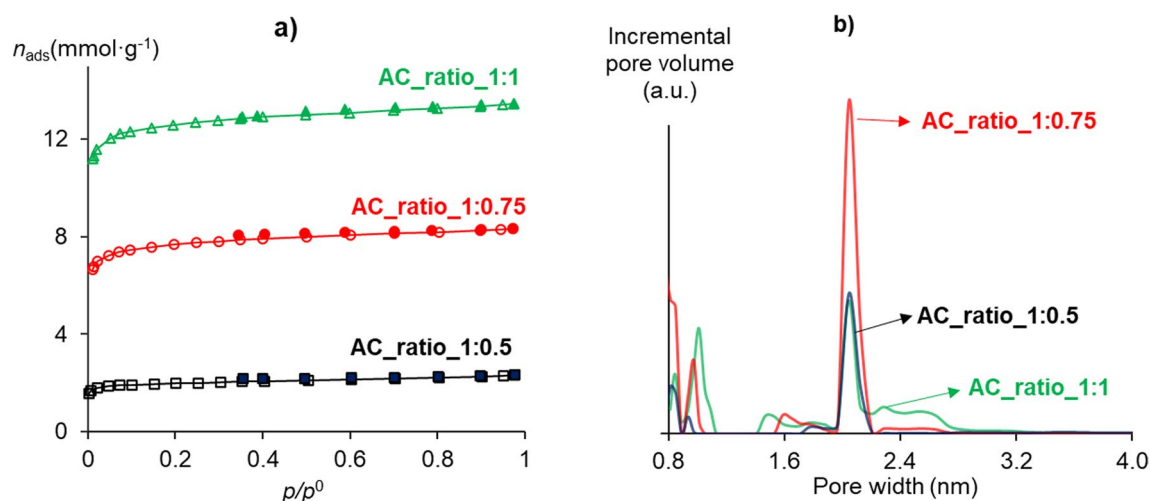 a)
n_ads(mmol·g⁻¹)
AC_ratio_1:1
12
AC_ratio_1:0.75
8
4
AC_ratio_1:0.5
0
0 0.2 0.4 0.6 0.8 1
p/p⁰
b)
Incremental
pore volume
(a.u.)
AC_ratio_1:0.75
AC_ratio_1:0.5
AC_ratio_1:1
0.8 1.6 2.4 3.2 4.0
Pore width (nm)